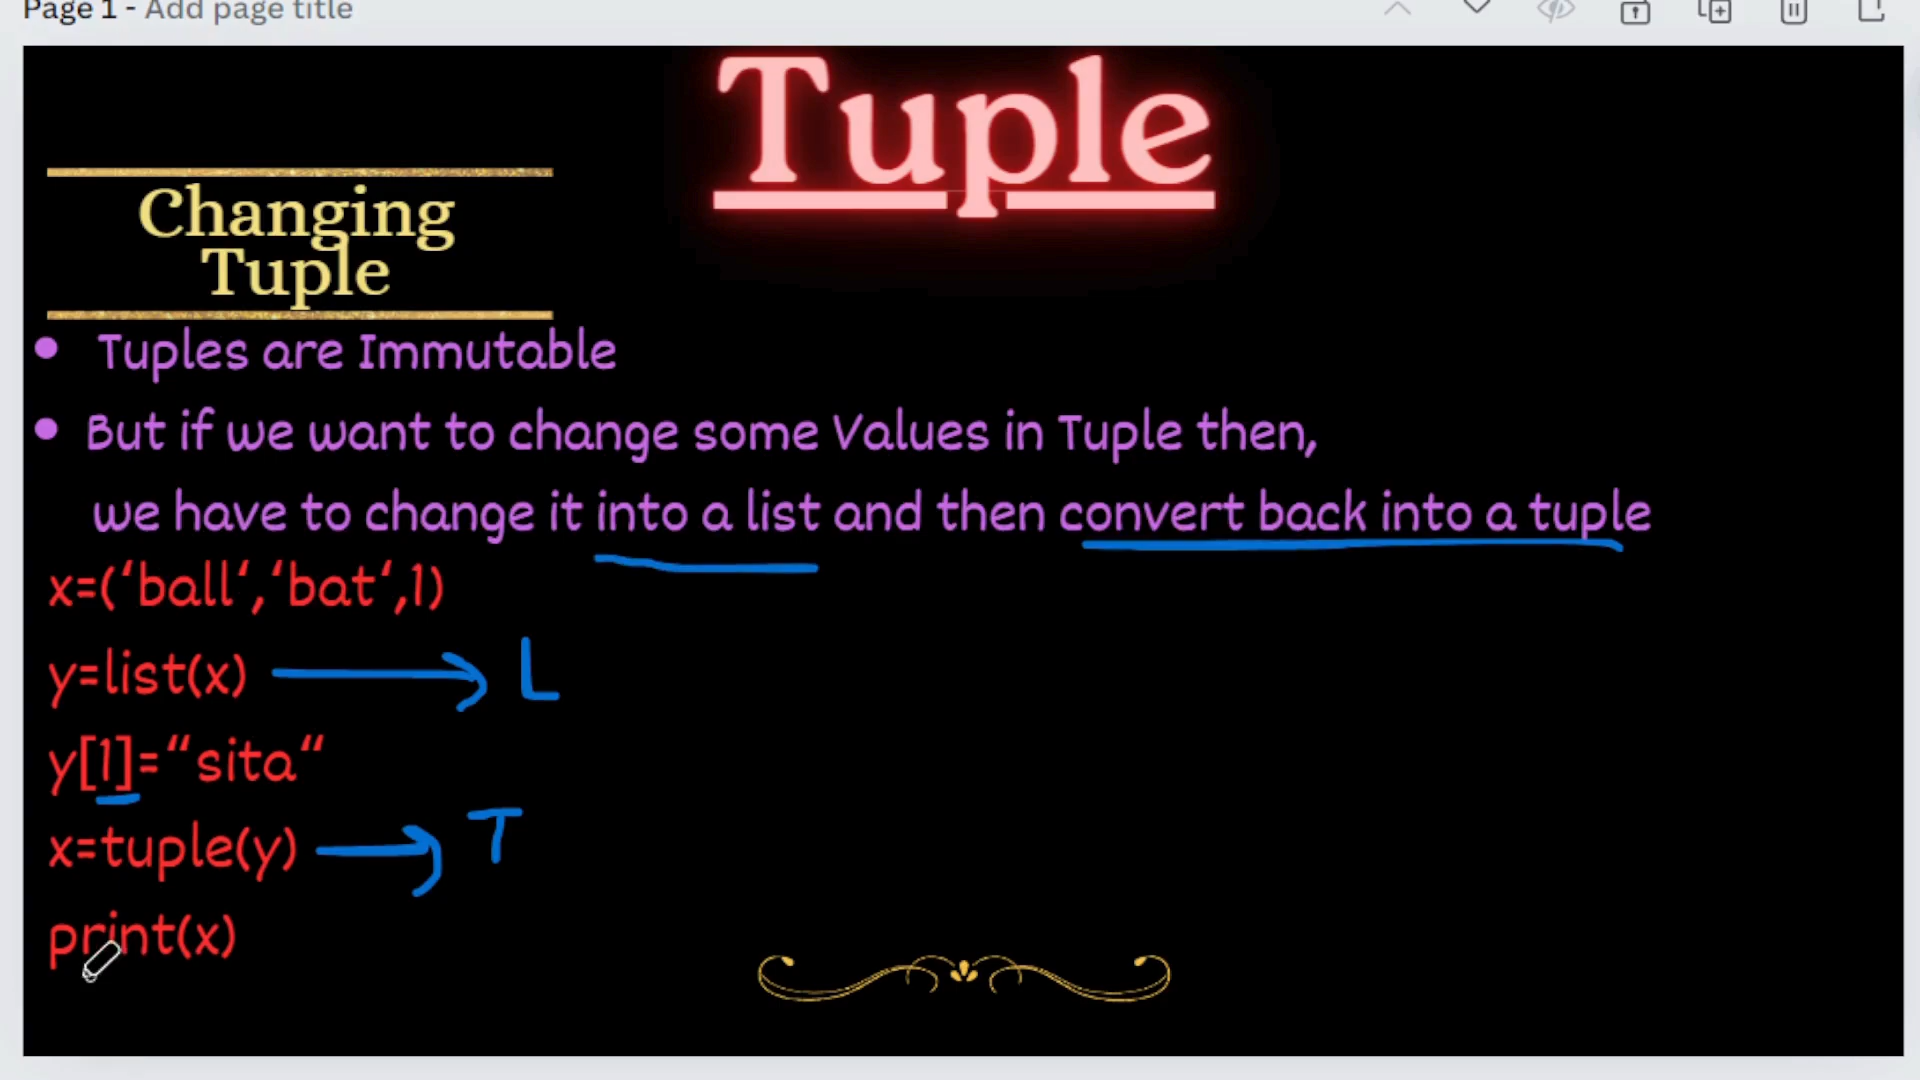 Page 1 - Add page title
Tuple
Changing
Tuple
• Tuples are Immutable
• But if we want to change some Values in Tuple then,
we have to change it into a list and then convert back into a tuple
x=(‘ball‘,‘bat‘,1)
y=list(x) → L
y[1]=“sita“
x=tuple(y) → T
print(x)